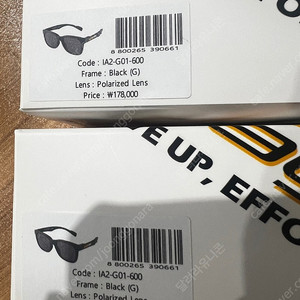 8 800265 390661
Code : IA2-G01-600
Frame : Black (G)
Lens : Polarized Lens
Price : ₩178,000
E UP, EFFO
8 800265 390661
Code : IA2-G01-600
Frame : Black (G)
Lens : Polarized Lens